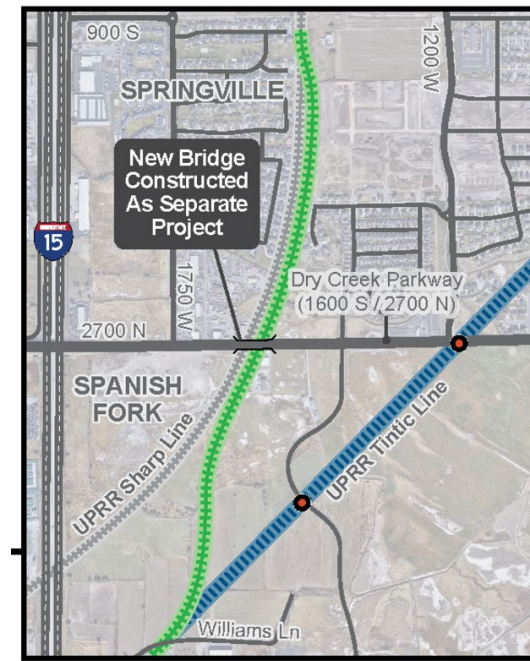 900 S
1200 W
SPRINGVILLE
New Bridge
Constructed
As Separate
Project
INTERSTATE
15
1750 W
Dry Creek Parkway
(1600 S / 2700 N)
2700 N
SPANISH
FORK
UPRR Sharp Line
UPRR Tintic Line
Williams Ln